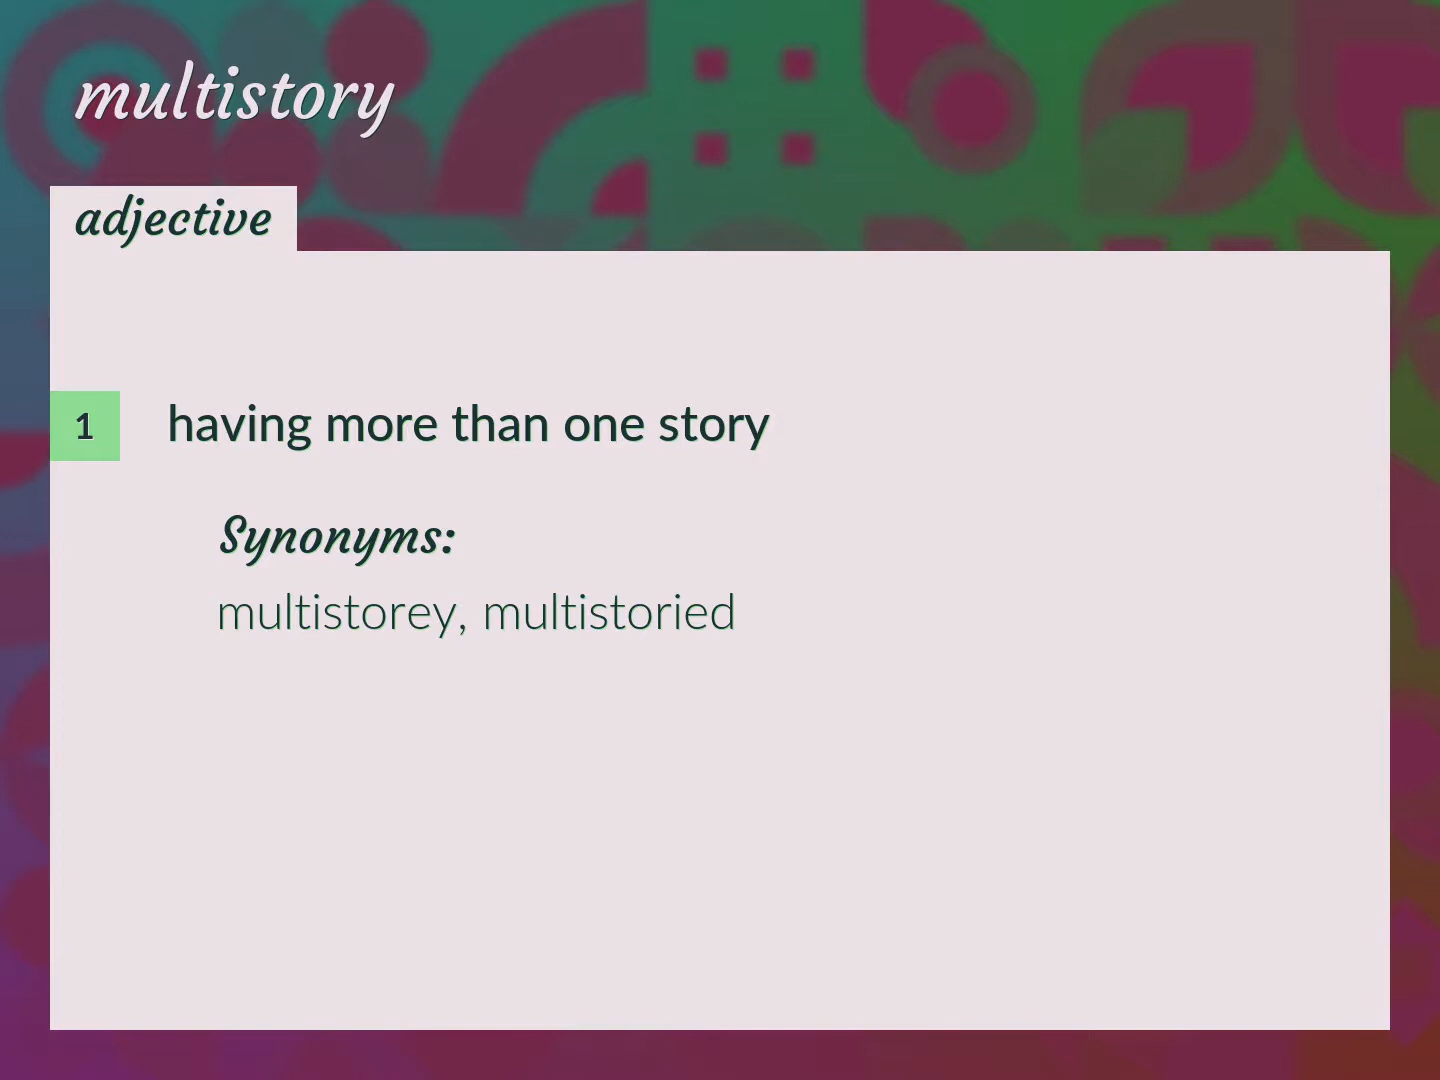 multistory
adjective
1 having more than one story
Synonyms:
multistorey, multistoried